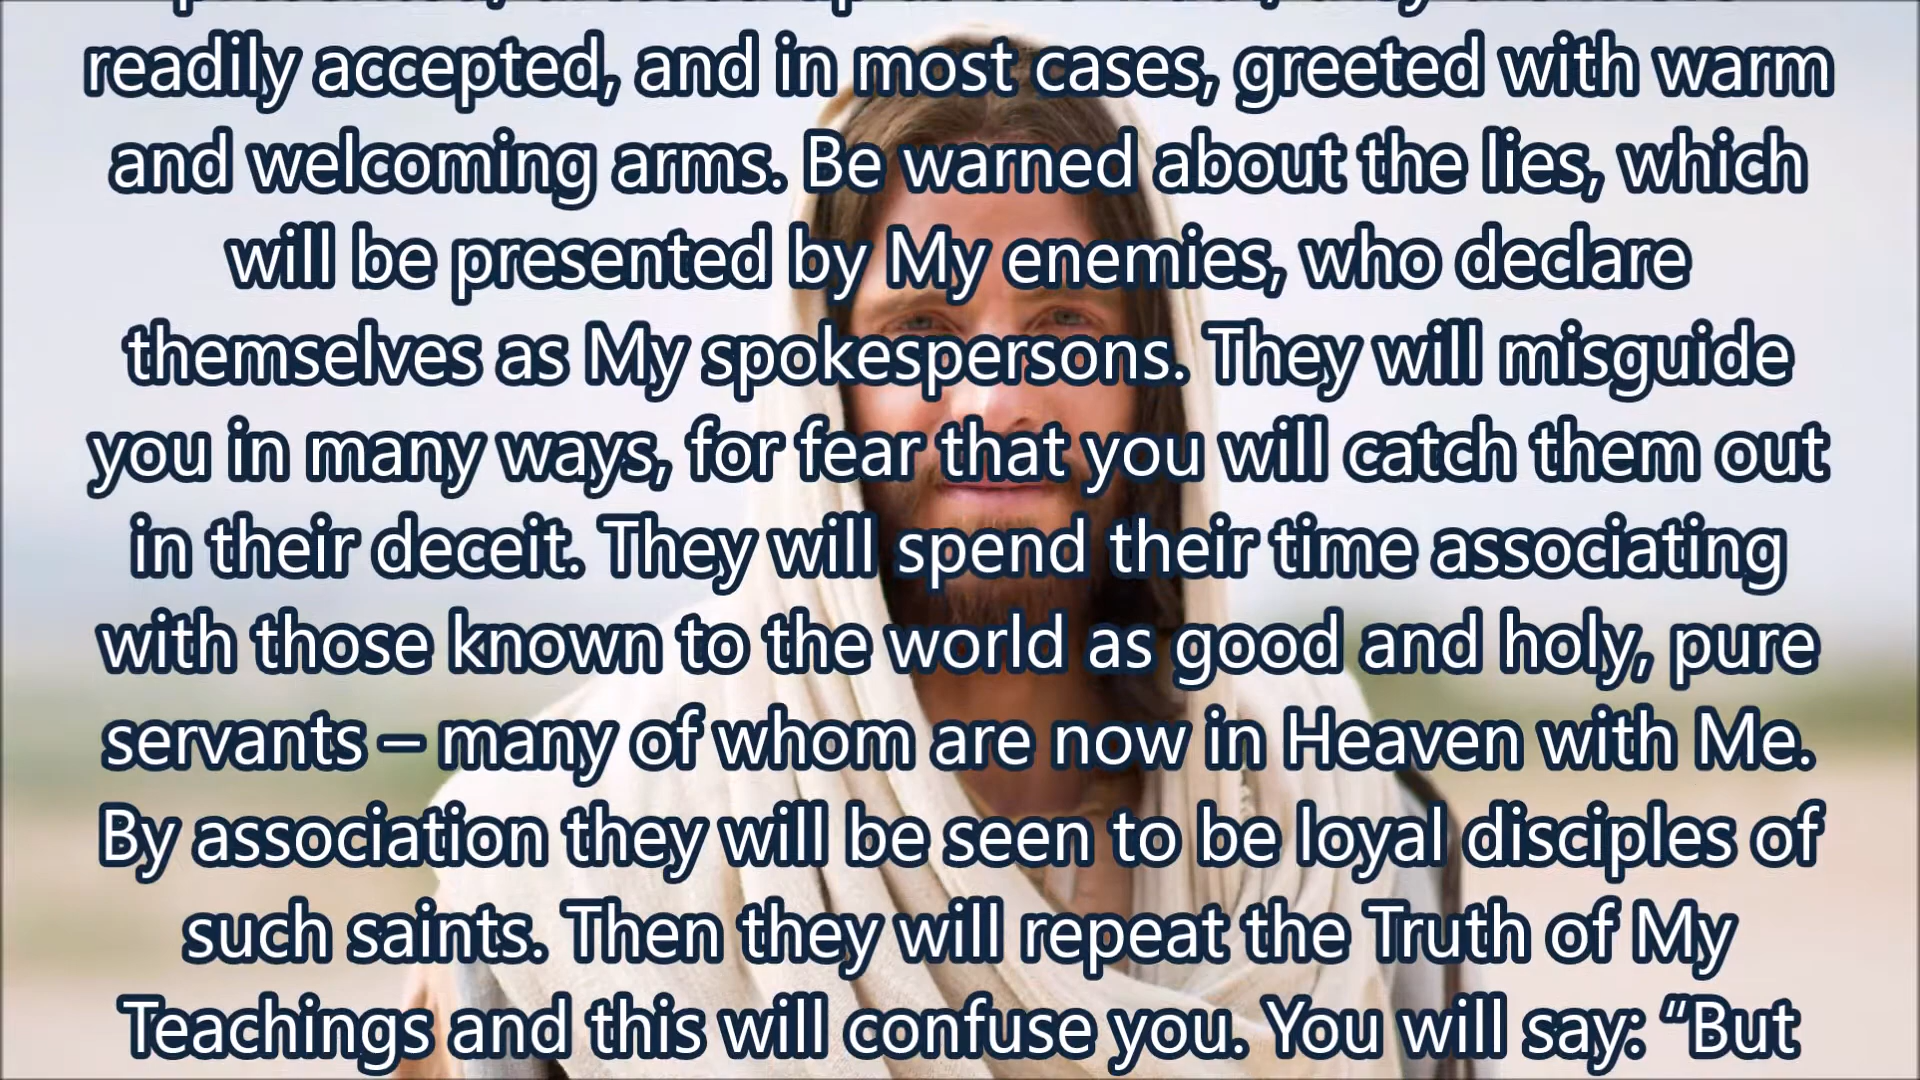 readily accepted, and in most cases, greeted with warm
and welcoming arms. Be warned about the lies, which
will be presented by My enemies, who declare
themselves as My spokespersons. They will misguide
you in many ways, for fear that you will catch them out
in their deceit. They will spend their time associating
with those known to the world as good and holy, pure
servants – many of whom are now in Heaven with Me.
By association they will be seen to be loyal disciples of
such saints. Then they will repeat the Truth of My
Teachings and this will confuse you. You will say: “But